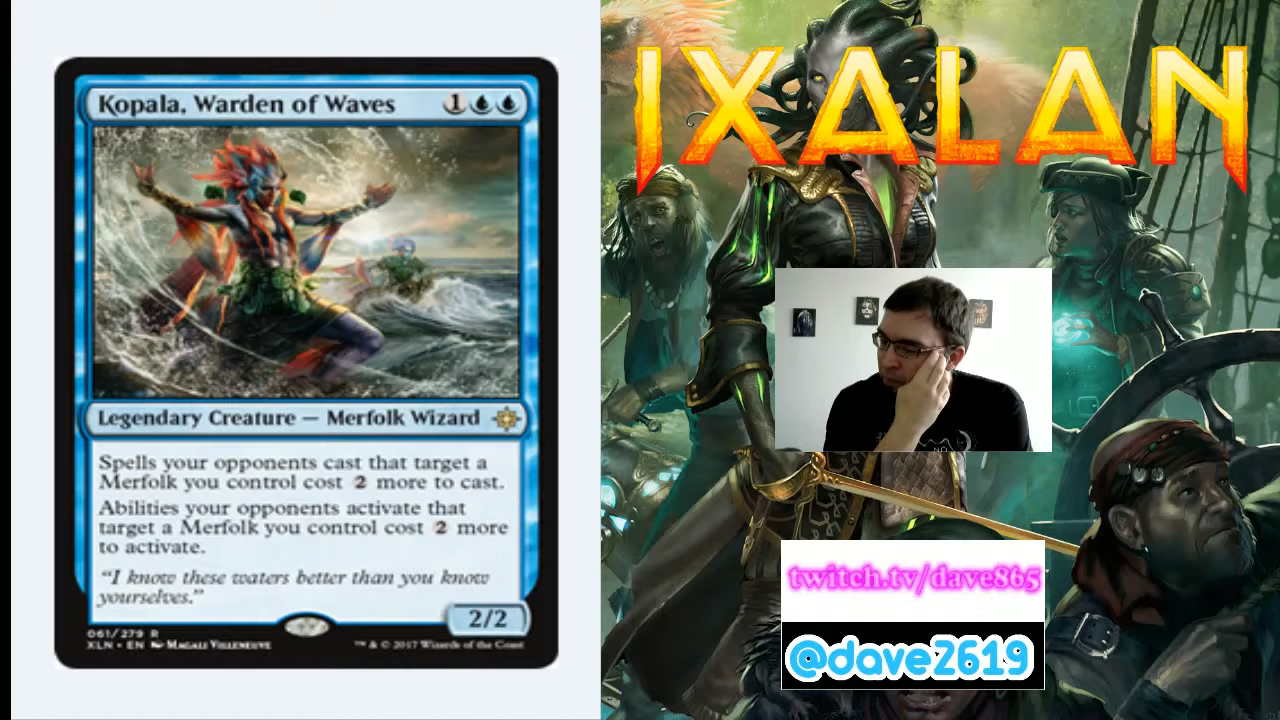 Kopala, Warden of Waves 1
Legendary Creature — Merfolk Wizard
Spells your opponents cast that target a
Merfolk you control cost 2 more to cast.
Abilities your opponents activate that
target a Merfolk you control cost 2 more
to activate.
"I know these waters better than you know
yourselves."
2/2
061/279 R
XLN • EN Magali Villeneuve
™ & © 2017 Wizards of the Coast
IXALAN
twitch.tv/dave865
@dave2619